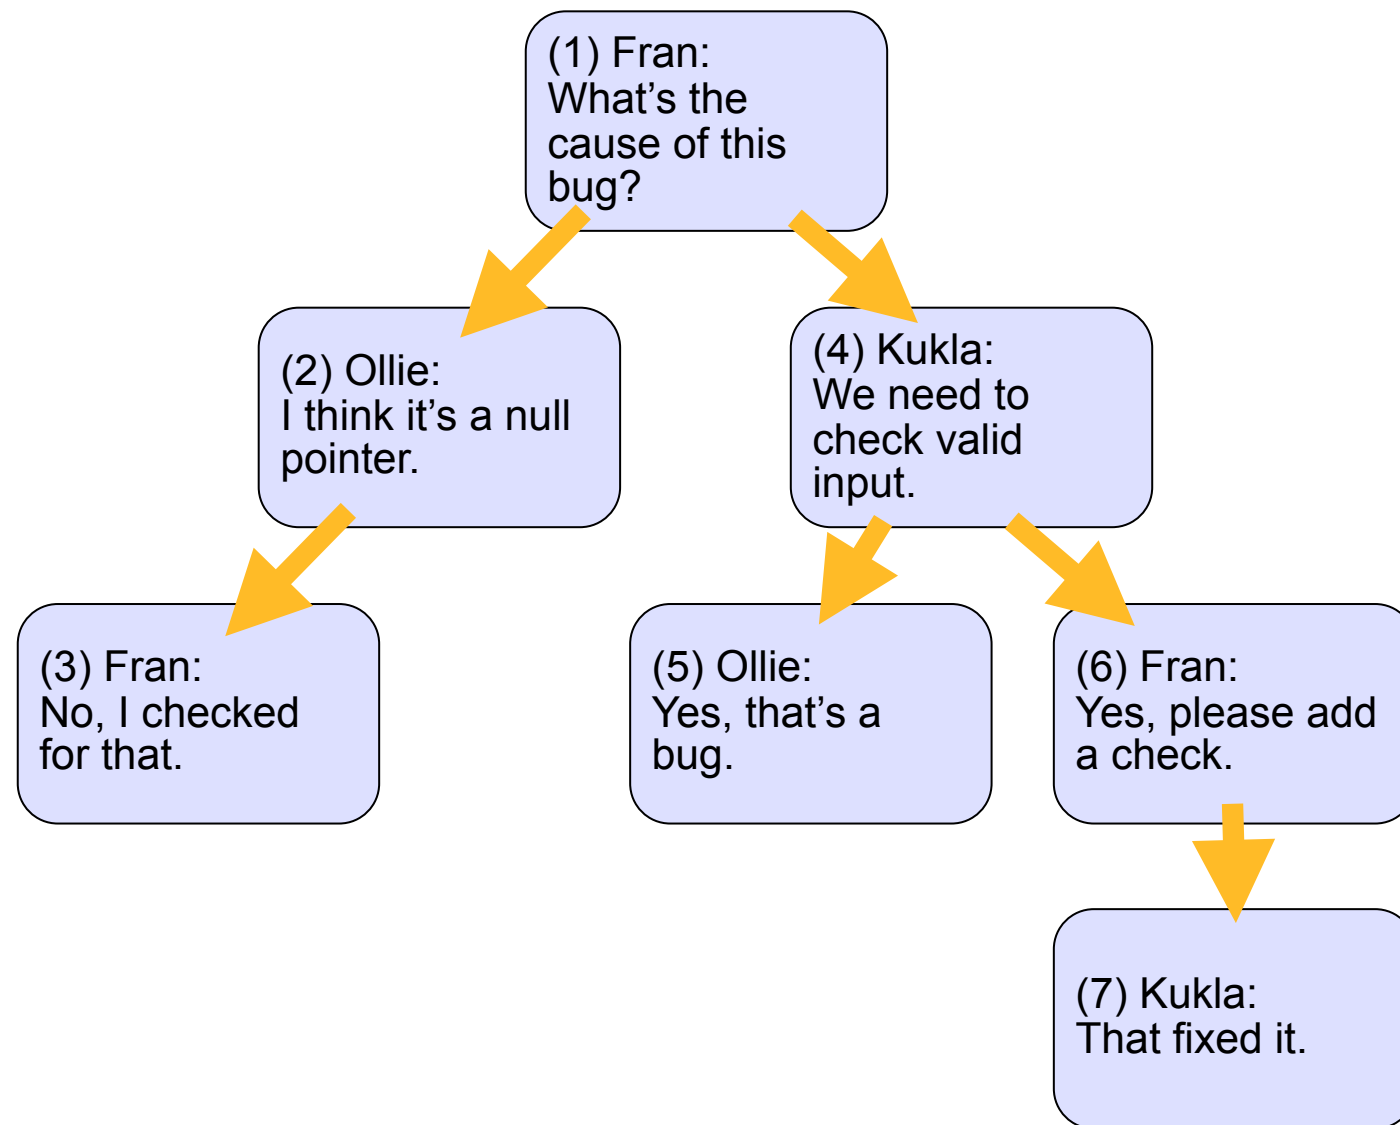 (1) Fran:
What’s the
cause of this
bug?
(2) Ollie:
I think it’s a null
pointer.
(4) Kukla:
We need to
check valid
input.
(3) Fran:
No, I checked
for that.
(5) Ollie:
Yes, that’s a
bug.
(6) Fran:
Yes, please add
a check.
(7) Kukla:
That fixed it.